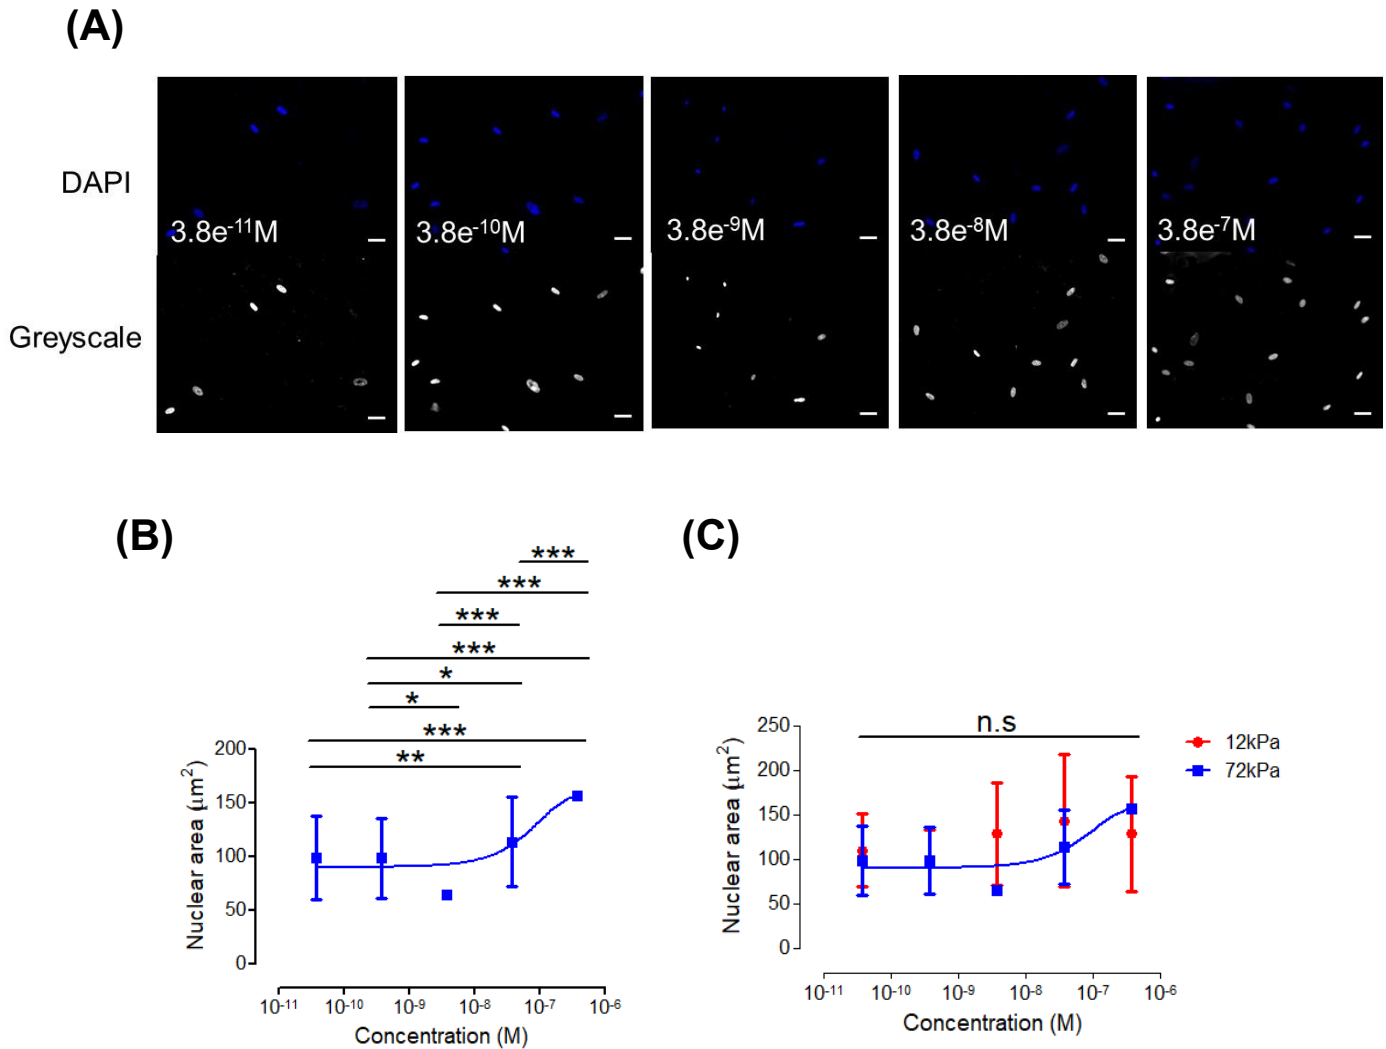 (A)
DAPI
3.8e⁻¹¹M
3.8e⁻¹⁰M
3.8e⁻⁹M
3.8e⁻⁸M
3.8e⁻⁷M
Greyscale
(B)
***
***
***
***
*
*
***
**
200
150
100
50
0
Nuclear area (μm²)
10⁻¹¹
10⁻¹⁰
10⁻⁹
10⁻⁸
10⁻⁷
10⁻⁶
Concentration (M)
(C)
n.s
250
200
150
100
50
0
Nuclear area (μm²)
10⁻¹¹
10⁻¹⁰
10⁻⁹
10⁻⁸
10⁻⁷
10⁻⁶
Concentration (M)
12kPa
72kPa